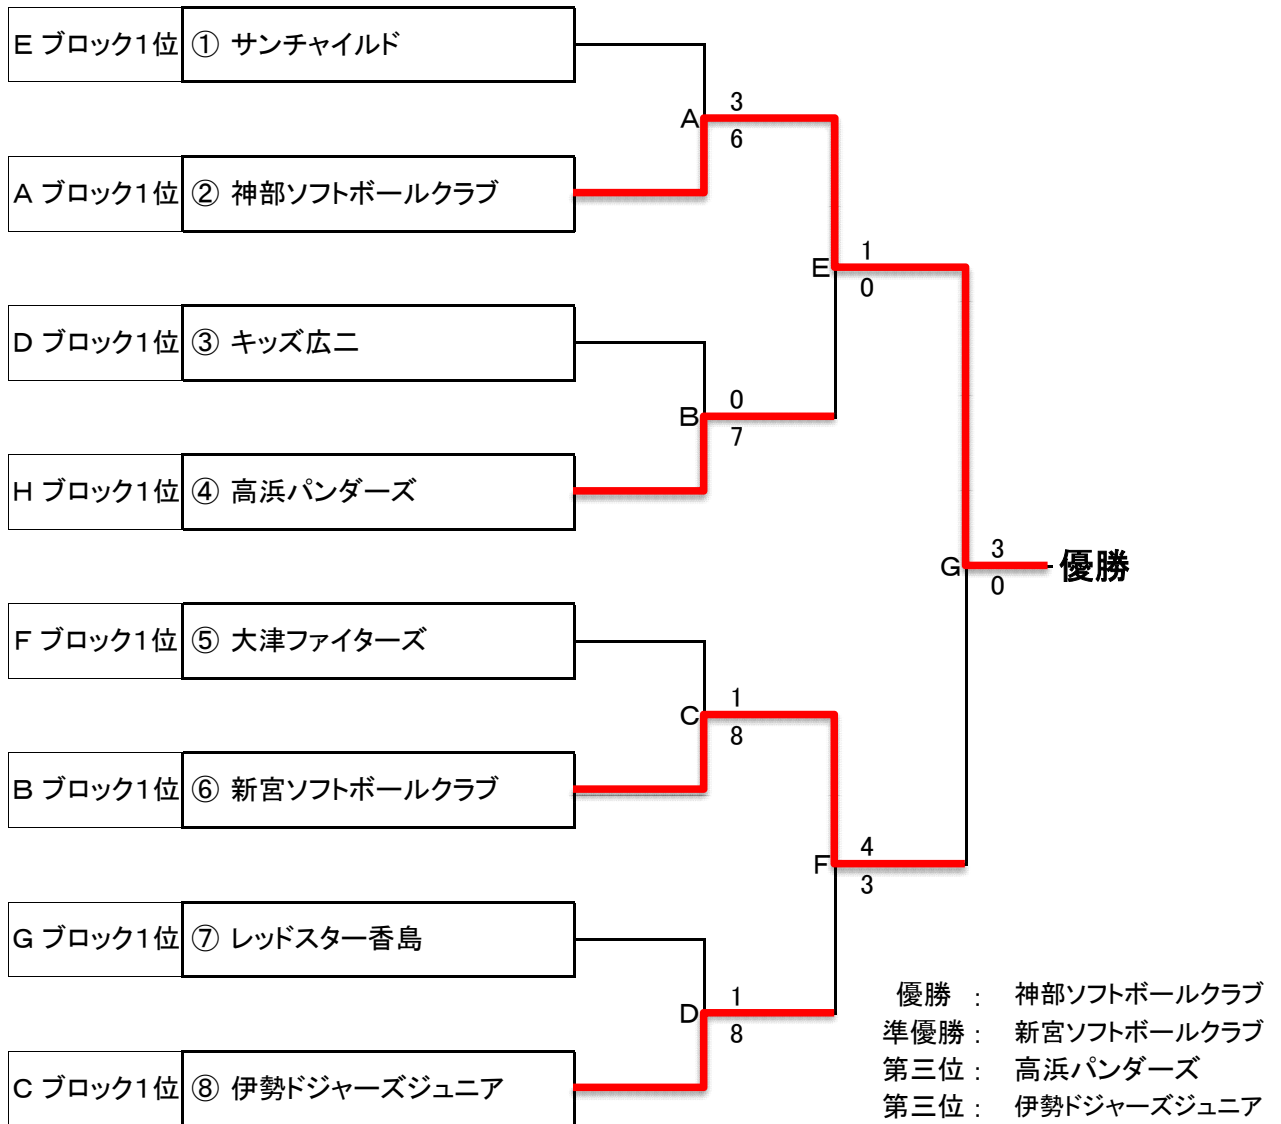 E ブロック1位 ① サンチャイルド
3
A
6
A ブロック1位 ② 神部ソフトボールクラブ
1
E
0
D ブロック1位 ③ キッズ広二
0
B
7
H ブロック1位 ④ 高浜パンダーズ
3
G 優勝
0
F ブロック1位 ⑤ 大津ファイターズ
1
C
8
B ブロック1位 ⑥ 新宮ソフトボールクラブ
4
F
3
G ブロック1位 ⑦ レッドスター香島
1
D
8
C ブロック1位 ⑧ 伊勢ドジャーズジュニア
優勝 : 神部ソフトボールクラブ
準優勝 : 新宮ソフトボールクラブ
第三位 : 高浜パンダーズ
第三位 : 伊勢ドジャーズジュニア